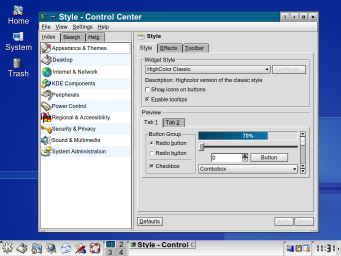 Home
System
Trash
Style - Control Center
File View Settings Help
Index Search Help
Appearance & Themes
Desktop
Internet & Network
KDE Components
Peripherals
Power Control
Regional & Accessibility
Security & Privacy
Sound & Multimedia
System Administration
Style
Style Effects Toolbar
Widget Style
HighColor Classic
Configure...
Description: Highcolor version of the classic style
Show icons on buttons
Enable tooltips
Preview
Tab 1 Tab 2
Button Group
Radio button
Radio button
Checkbox
70%
0
Button
Combobox
Defaults
Apply Reset
1 2
3 4
Style - Control C